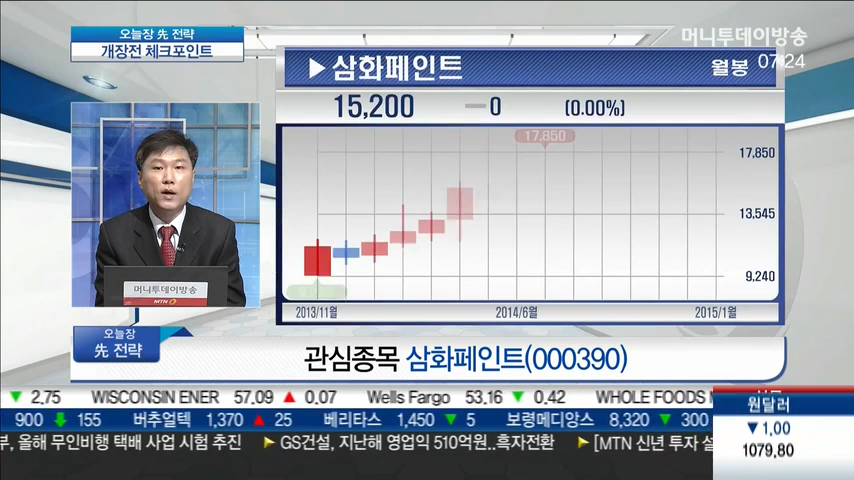 오늘장 先 전략
개장전 체크포인트
머니투데이방송
07:24
▶삼화페인트
월봉
15,200
0
(0.00%)
17,850
17,850
13,545
9,240
2013/11월
2014/6월
2015/1월
머니투데이방송
MTN
오늘장
先 전략
관심종목 삼화페인트(000390)
▼ 2,75 WISCONSIN ENER 57.09 ▲ 0,07 Wells Fargo 53,16 ▼ 0,42 WHOLE FOODS
900 ↓ 155 버추얼텍 1,370 ▲ 25 베리타스 1,450 ▼ 5 보령메디앙스 8,320 ▼ 300
부, 올해 무인비행 택배 사업 시험 추진 ▶ GS건설, 지난해 영업익 510억원..흑자전환 ▶ [MTN 신년 투자 설
원달러
▼1,00
1079,80